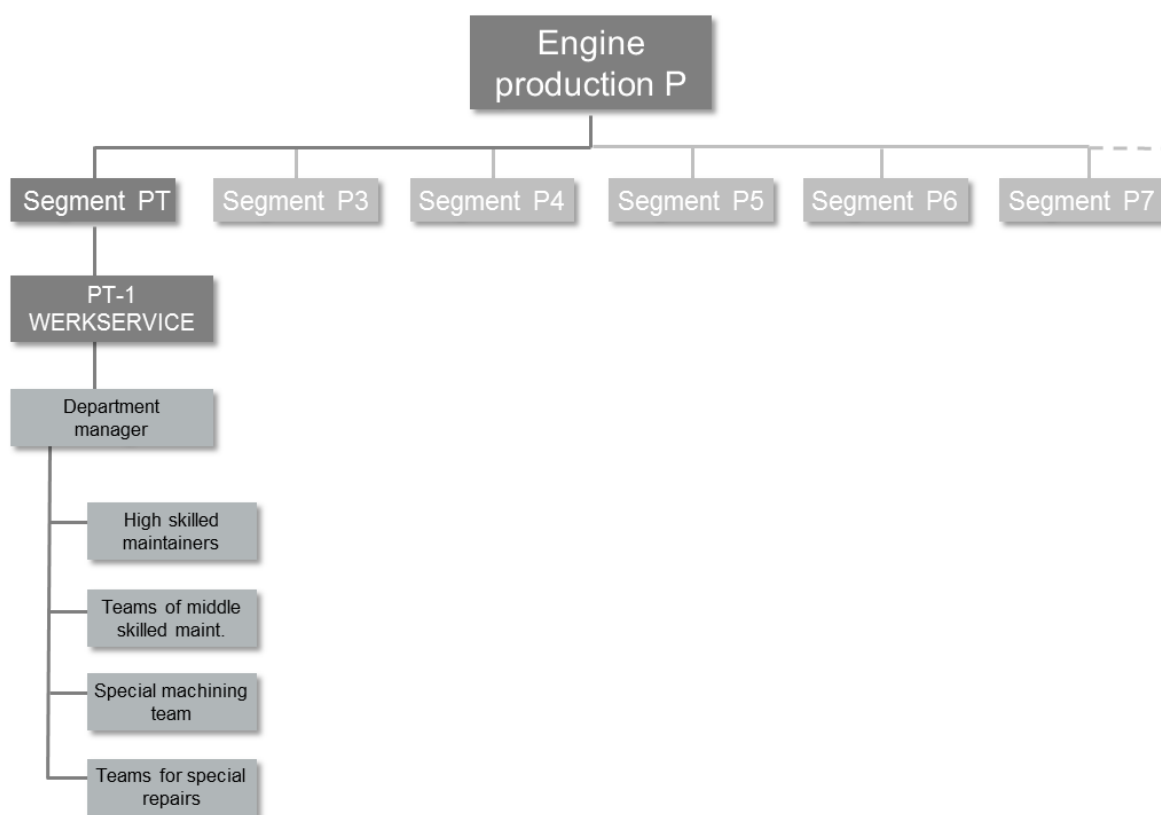 Engine
production P
Segment PT
Segment P3
Segment P4
Segment P5
Segment P6
Segment P7
PT-1
WERKSERVICE
Department
manager
High skilled
maintainers
Teams of middle
skilled maint.
Special machining
team
Teams for special
repairs